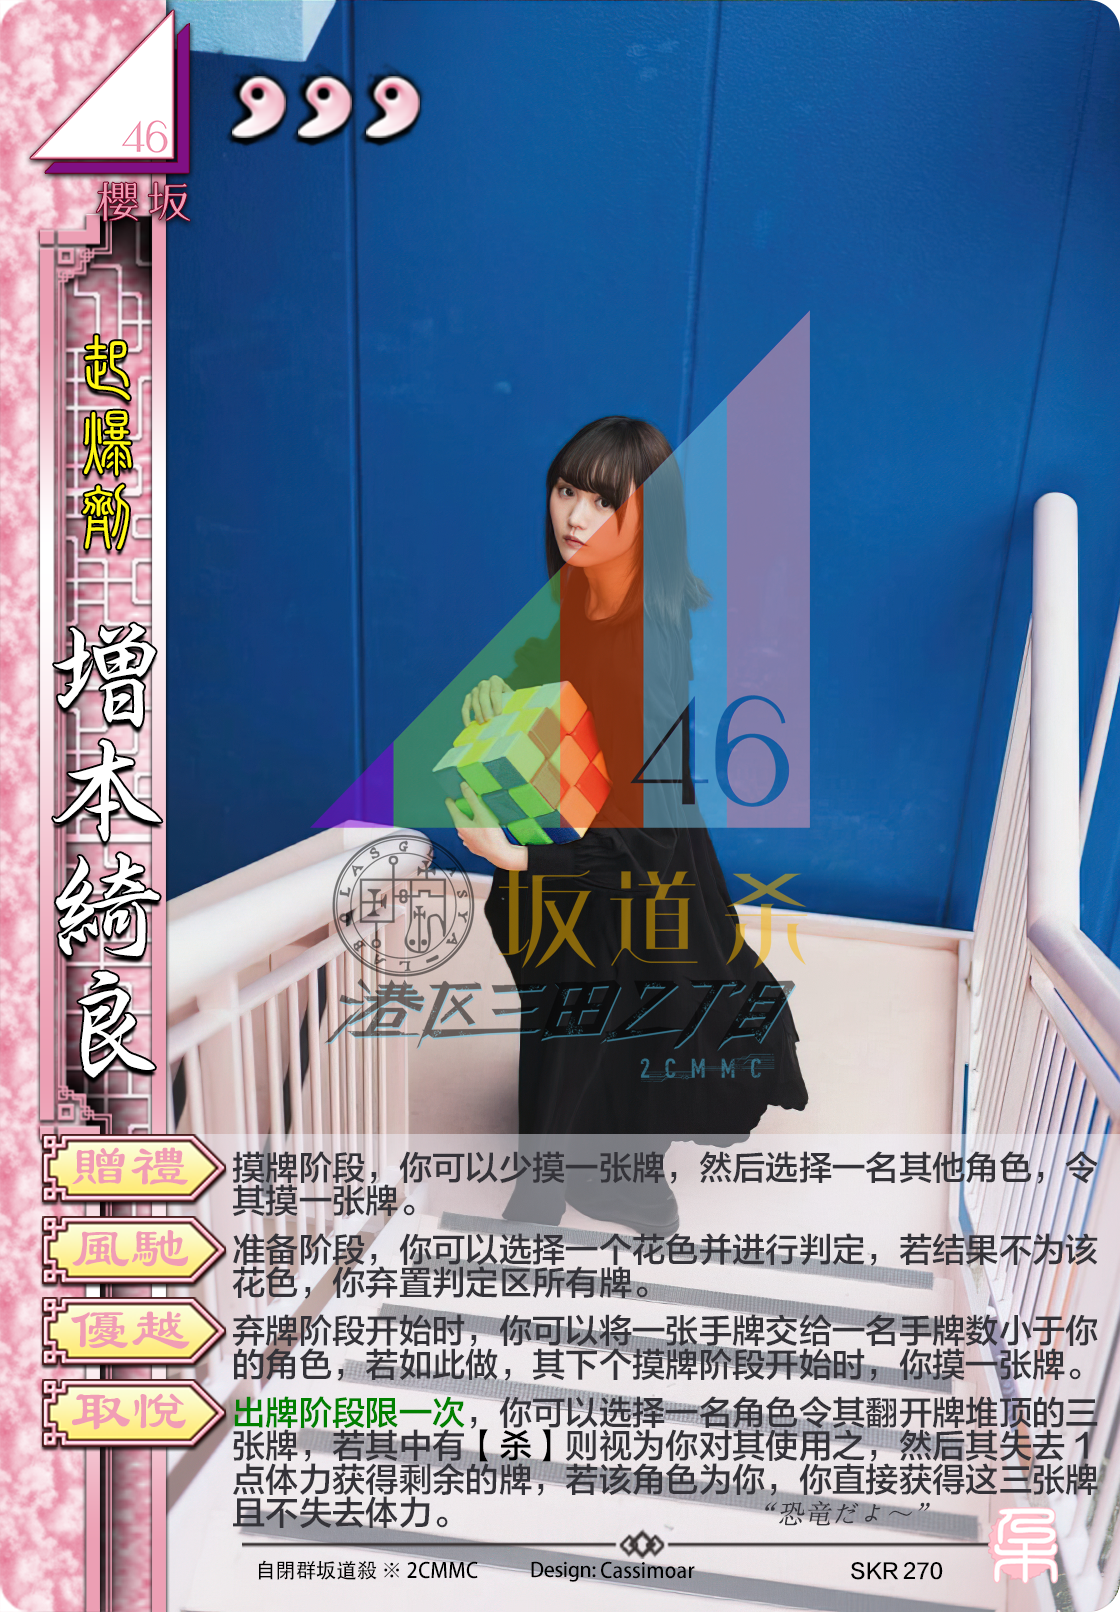 46
櫻坂
起爆劑
増本綺良
46
坂道杀
港区三田2丁目
2CMMC
贈禮
摸牌阶段，你可以少摸一张牌，然后选择一名其他角色，令
其摸一张牌。
風馳
准备阶段，你可以选择一个花色并进行判定，若结果不为该
花色，你弃置判定区所有牌。
優越
弃牌阶段开始时，你可以将一张手牌交给一名手牌数小于你
的角色，若如此做，其下个摸牌阶段开始时，你摸一张牌。
取悅
出牌阶段限一次，你可以选择一名角色令其翻开牌堆顶的三
张牌，若其中有【杀】则视为你对其使用之，然后其失去1
点体力获得剩余的牌，若该角色为你，你直接获得这三张牌
且不失去体力。
“恐竜だよ～”
自閉群坂道殺 ※ 2CMMC
Design: Cassimoar
SKR 270